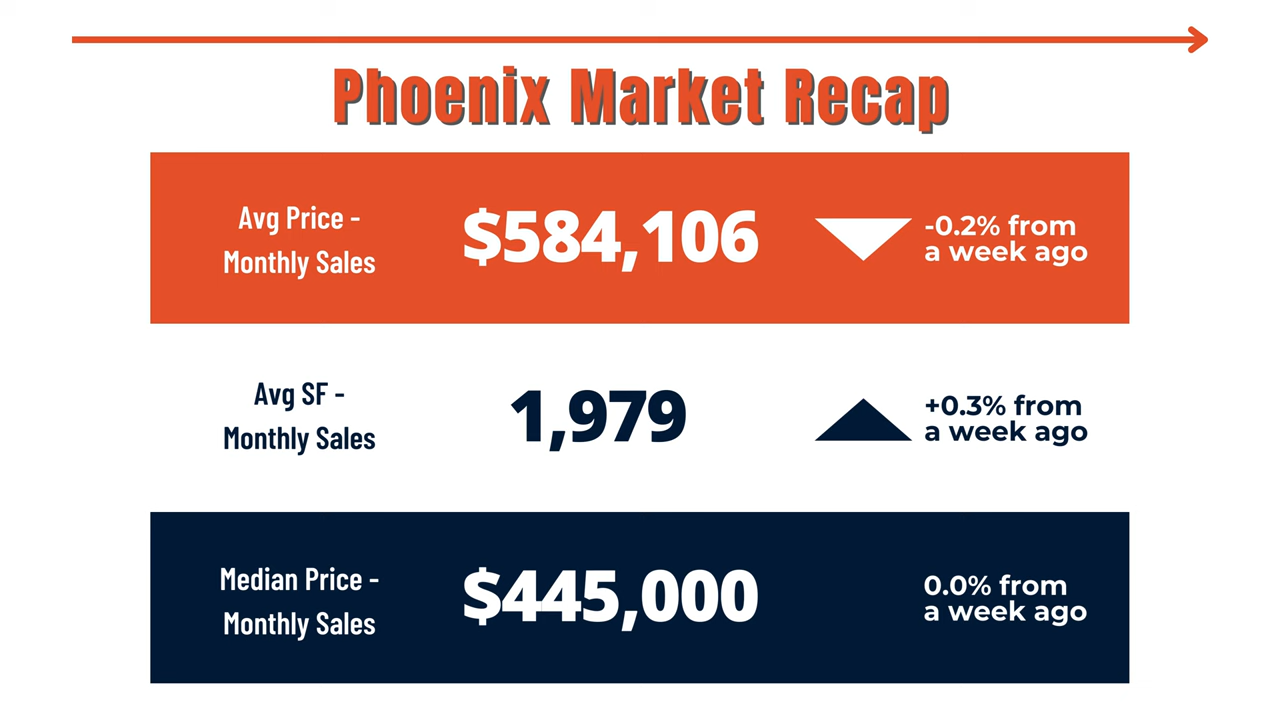 Phoenix Market Recap
Avg Price -
Monthly Sales
$584,106
-0.2% from
a week ago
Avg SF -
Monthly Sales
1,979
+0.3% from
a week ago
Median Price -
Monthly Sales
$445,000
0.0% from
a week ago